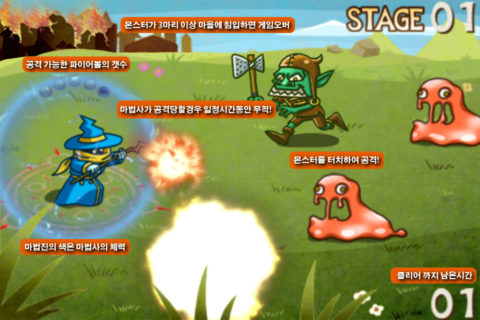 STAGE 01
몬스터가 3마리 이상 마을에 침입하면 게임오버
공격 가능한 파이어볼의 갯수
마법사가 공격당할경우 일정시간동안 무적!
몬스터를 터치하여 공격!
마법진의 색은 마법사의 체력
클리어 까지 남은시간
01